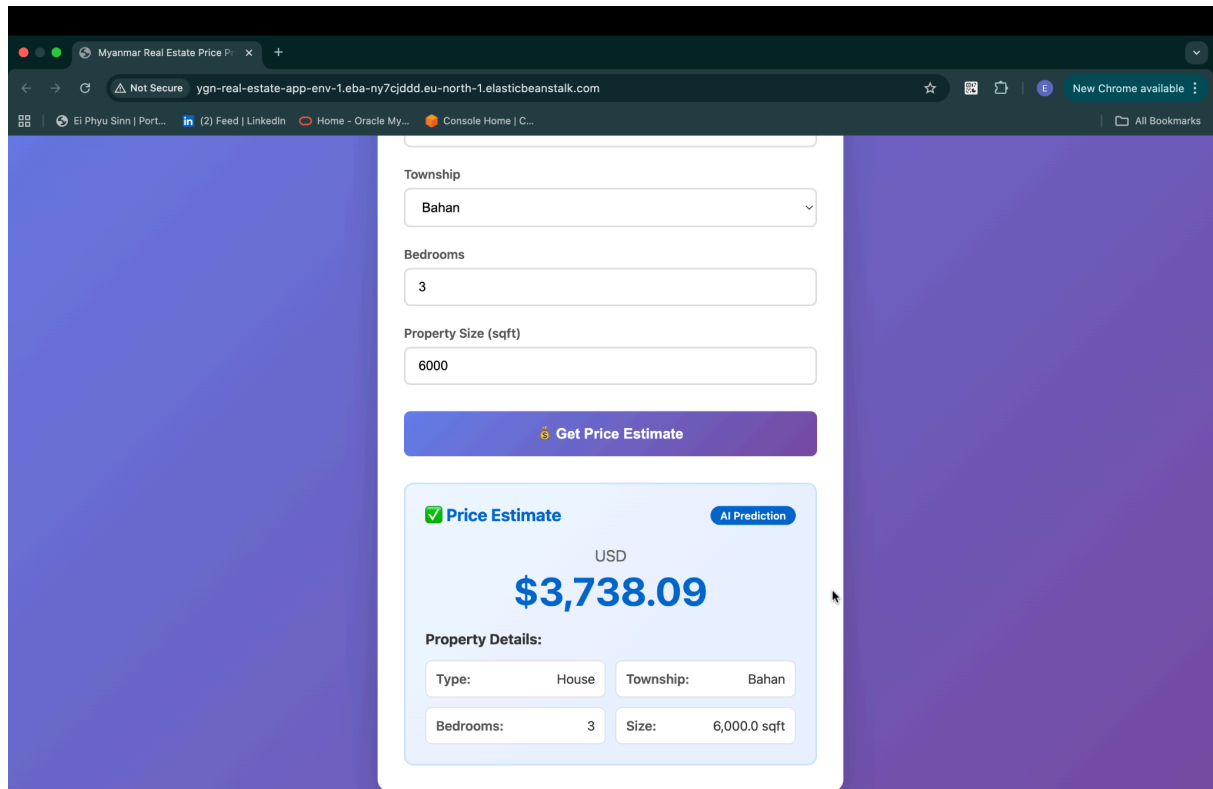 Myanmar Real Estate Price Pr
Not Secure ygn-real-estate-app-env-1.eba-ny7cjddd.eu-north-1.elasticbeanstalk.com E New Chrome available
Ei Phyu Sinn | Port... in (2) Feed | LinkedIn Home - Oracle My... Console Home | C... All Bookmarks
Township
Bahan
Bedrooms
3
Property Size (sqft)
6000
Get Price Estimate
Price Estimate AI Prediction
USD
$3,738.09
Property Details:
Type: House Township: Bahan
Bedrooms: 3 Size: 6,000.0 sqft